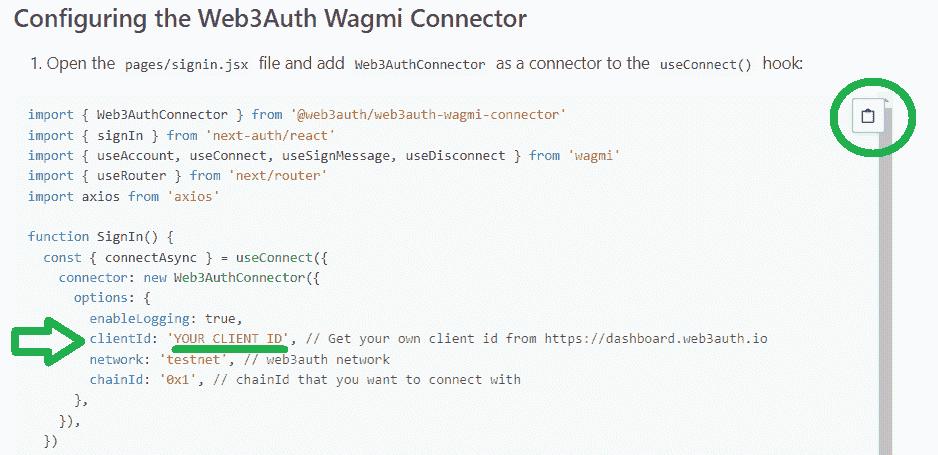 Configuring the Web3Auth Wagmi Connector
1. Open the pages/signin.jsx file and add Web3AuthConnector as a connector to the useConnect() hook:
import { Web3AuthConnector } from '@web3auth/web3auth-wagmi-connector'
import { signIn } from 'next-auth/react'
import { useAccount, useConnect, useSignMessage, useDisconnect } from 'wagmi'
import { useRouter } from 'next/router'
import axios from 'axios'
function SignIn() {
const { connectAsync } = useConnect({
connector: new Web3AuthConnector({
options: {
enableLogging: true,
clientId: 'YOUR CLIENT ID', // Get your own client id from https://dashboard.web3auth.io
network: 'testnet', // web3auth network
chainId: '0x1', // chainId that you want to connect with
},
}),
})